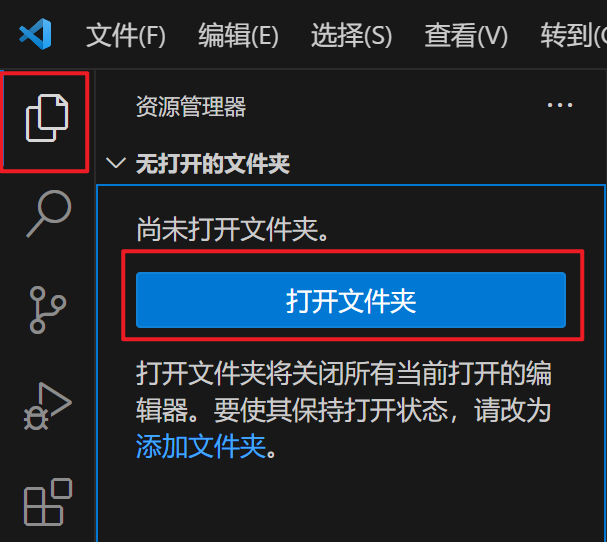 文件(F) 编辑(E) 选择(S) 查看(V) 转到(
资源管理器
无打开的文件夹
尚未打开文件夹。
打开文件夹
打开文件夹将关闭所有当前打开的编
辑器。要使其保持打开状态，请改为
添加文件夹。